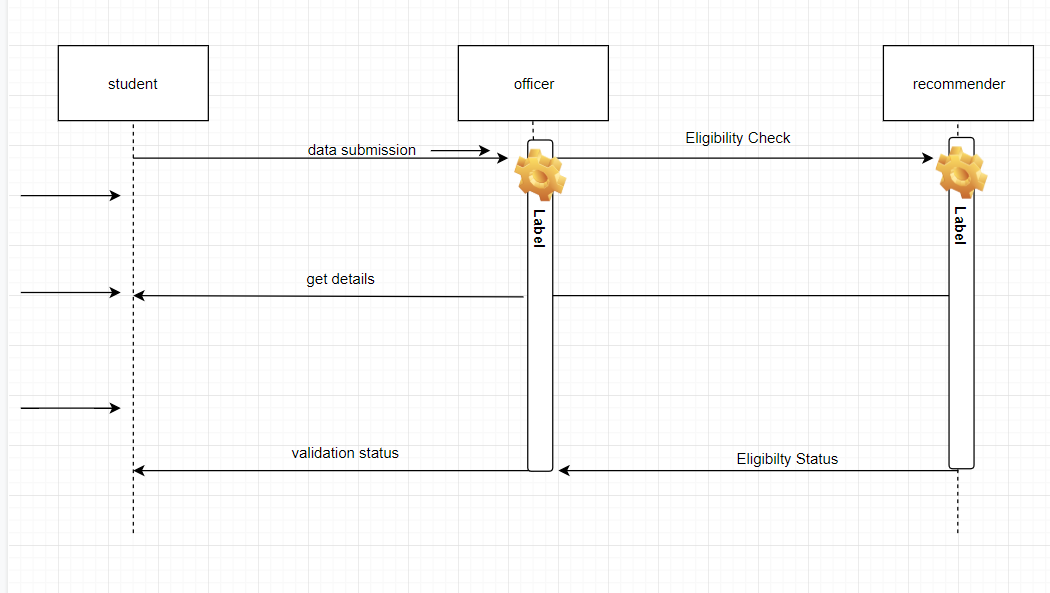 student
officer
recommender
data submission
Eligibility Check
Label
Label
get details
validation status
Eligibilty Status